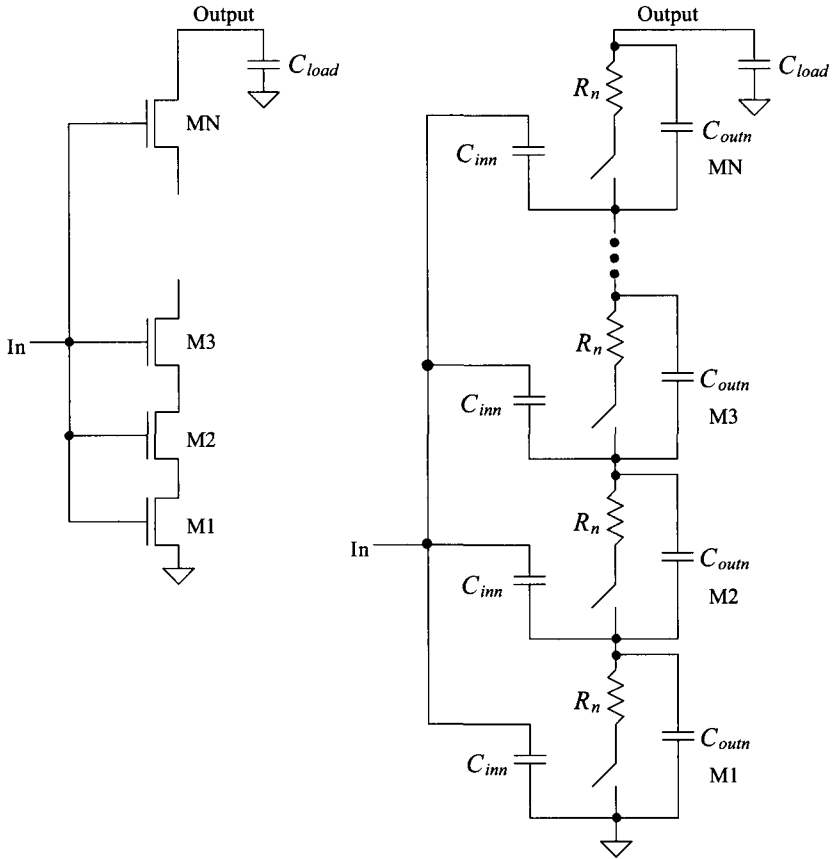 Output
C_load
MN
In
M3
M2
M1
Output
C_load
R_n
C_outn
MN
C_inn
R_n
C_outn
M3
C_inn
R_n
C_outn
M2
In
C_inn
R_n
C_outn
M1
C_inn